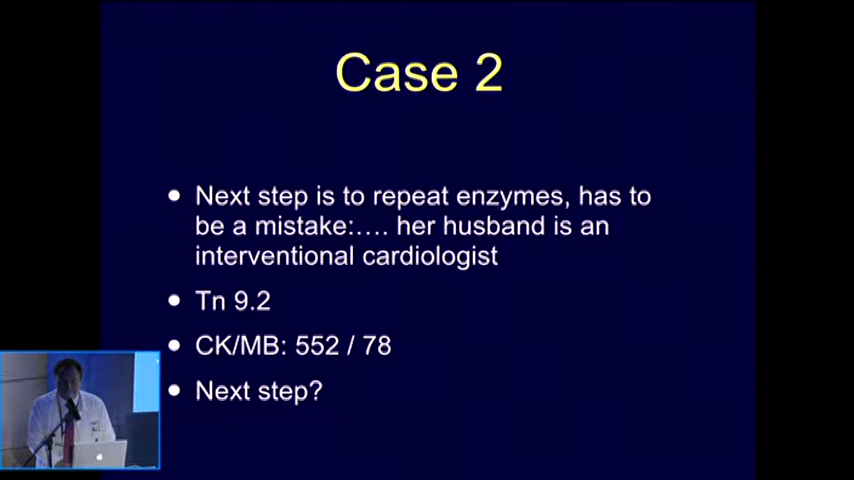 Case 2
Next step is to repeat enzymes, has to
be a mistake:.... her husband is an
interventional cardiologist
Tn 9.2
CK/MB: 552 / 78
Next step?